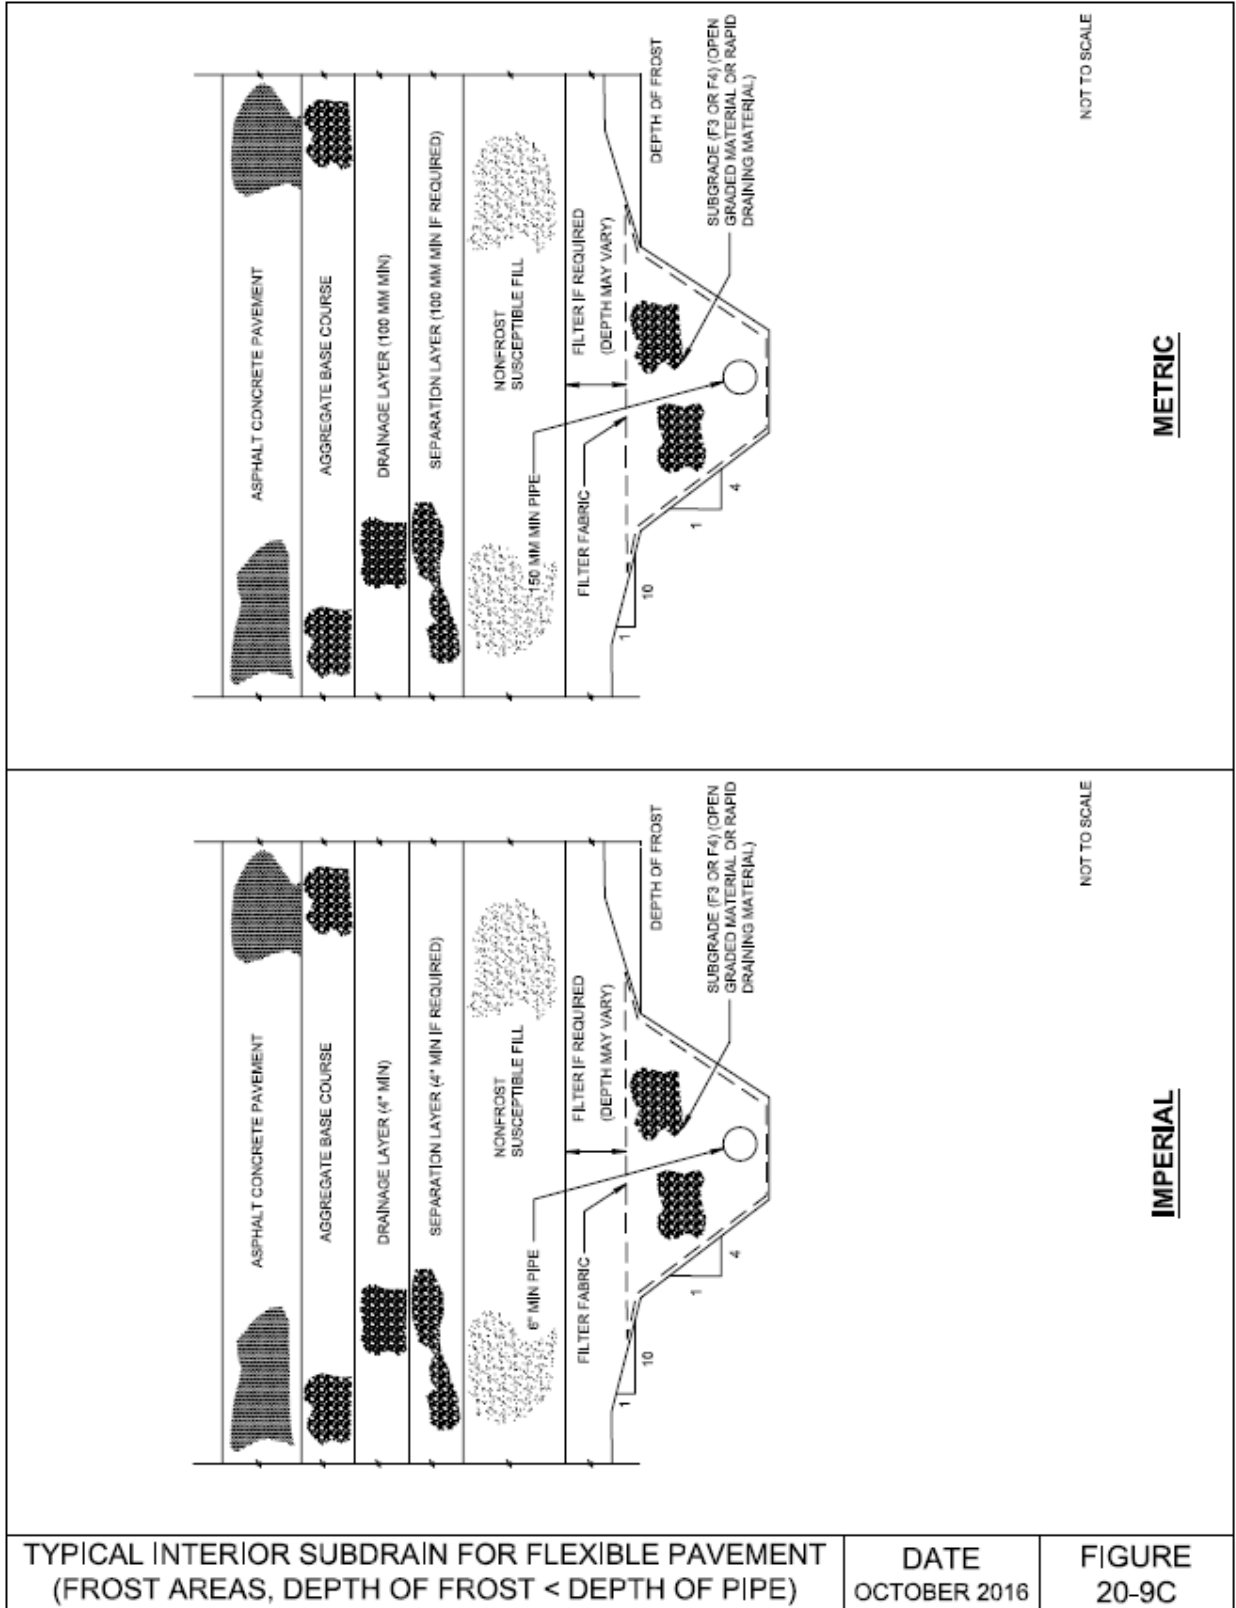 ASPHALT CONCRETE PAVEMENT
AGGREGATE BASE COURSE
DRAINAGE LAYER (100 MM MIN)
SEPARATION LAYER (100 MM MIN IF REQUIRED)
NONFROST
SUSCEPTIBLE FILL
150 MM MIN PIPE
FILTER IF REQUIRED
(DEPTH MAY VARY)
FILTER FABRIC
DEPTH OF FROST
1
10
1
4
SUBGRADE (F3 OR F4) (OPEN
GRADED MATERIAL OR RAPID
DRAINING MATERIAL)
NOT TO SCALE
METRIC
ASPHALT CONCRETE PAVEMENT
AGGREGATE BASE COURSE
DRAINAGE LAYER (4" MIN)
SEPARATION LAYER (4" MIN IF REQUIRED)
NONFROST
SUSCEPTIBLE FILL
6" MIN PIPE
FILTER IF REQUIRED
(DEPTH MAY VARY)
FILTER FABRIC
DEPTH OF FROST
1
10
1
4
SUBGRADE (F3 OR F4) (OPEN
GRADED MATERIAL OR RAPID
DRAINING MATERIAL)
NOT TO SCALE
IMPERIAL
TYPICAL INTERIOR SUBDRAIN FOR FLEXIBLE PAVEMENT
(FROST AREAS, DEPTH OF FROST < DEPTH OF PIPE)
DATE
OCTOBER 2016
FIGURE
20-9C